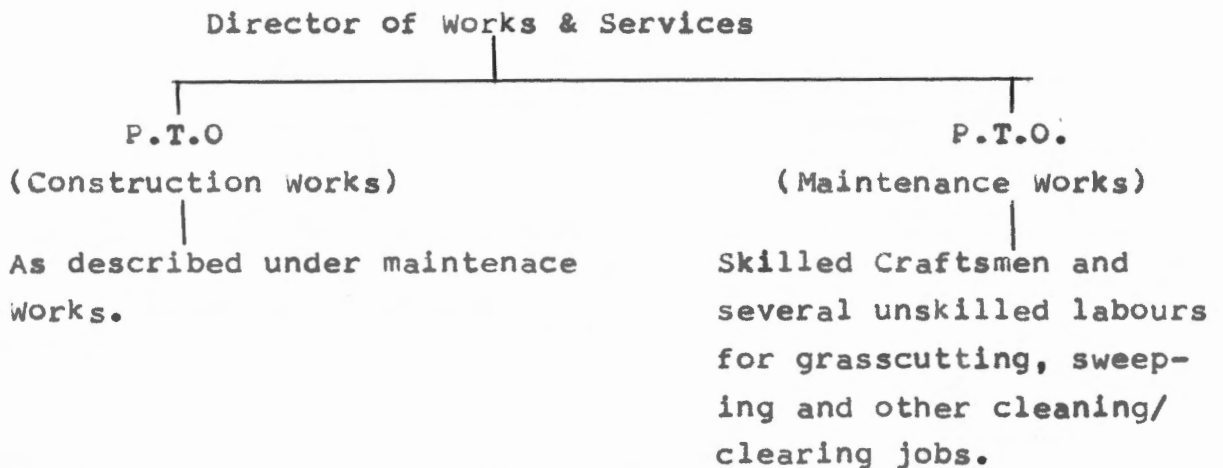 Director of Works & Services
P.T.O
(Construction Works)
As described under maintenace
Works.
P.T.O.
(Maintenance Works)
Skilled Craftsmen and
several unskilled labours
for grasscutting, sweep-
ing and other cleaning/
clearing jobs.